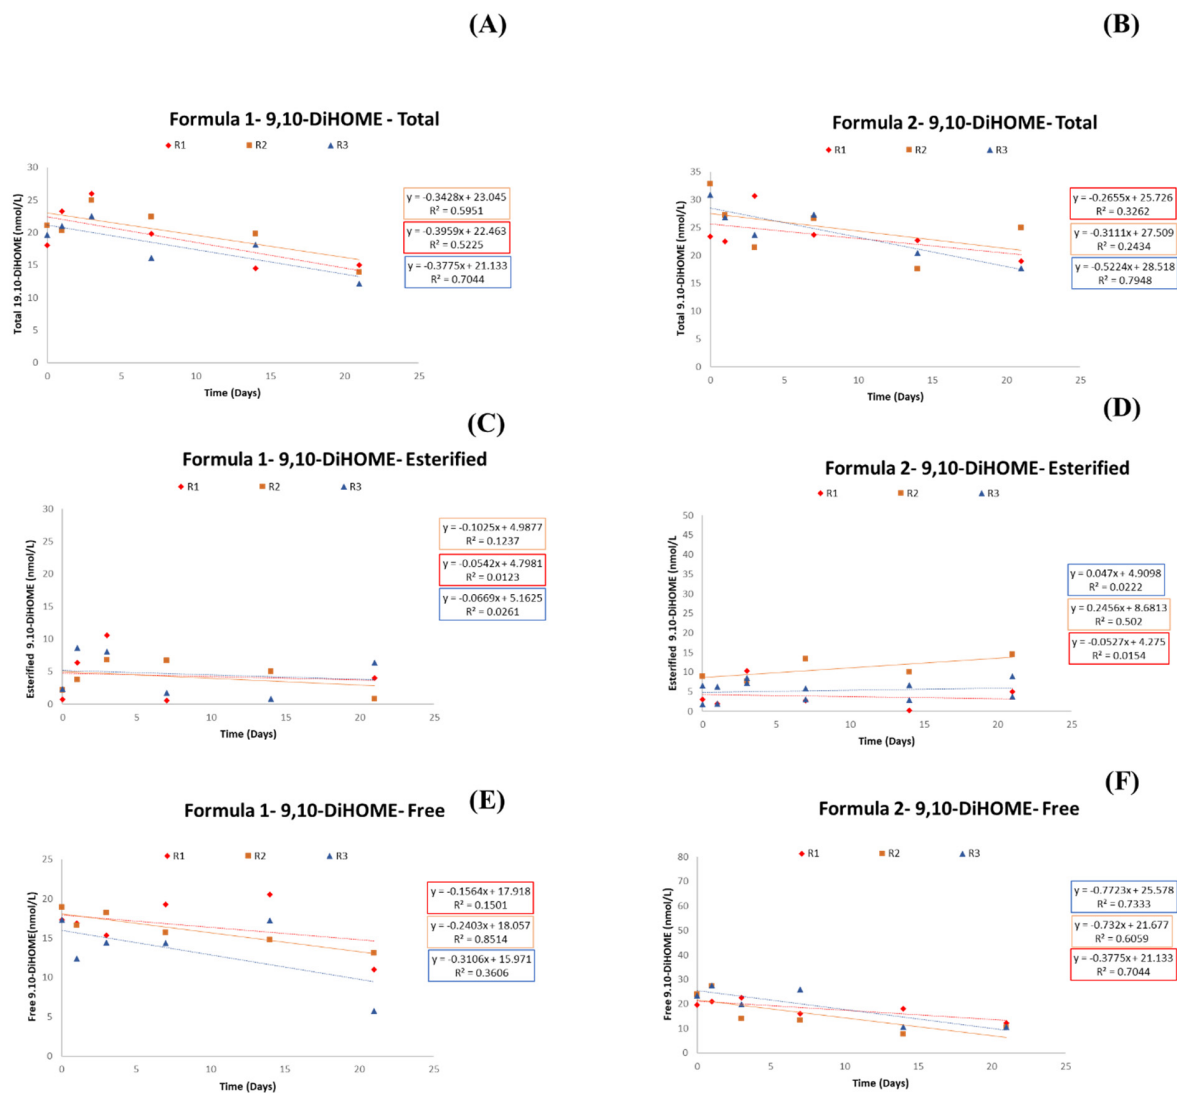 (A)
Formula 1- 9,10-DiHOME - Total
R1 R2 R3
30
25
20
15
10
5
0
0 5 10 15 20 25
Total 19.10-DiHOME (nmol/L)
Time (Days)
y = -0.3428x + 23.045
R² = 0.5951
y = -0.3959x + 22.463
R² = 0.5225
y = -0.3775x + 21.133
R² = 0.7044
(B)
Formula 2- 9,10-DiHOME- Total
R1 R2 R3
35
30
25
20
15
10
5
0
0 5 10 15 20 25
Total 9.10-DiHOME (nmol/L)
Time (Days)
y = -0.2655x + 25.726
R² = 0.3262
y = -0.3111x + 27.509
R² = 0.2434
y = -0.5224x + 28.518
R² = 0.7948
(C)
Formula 1- 9,10-DiHOME- Esterified
R1 R2 R3
30
25
20
15
10
5
0
0 5 10 15 20 25
Esterified 9.10-DiHOME (nmol/L)
Time (Days)
y = -0.1025x + 4.9877
R² = 0.1237
y = -0.0542x + 4.7981
R² = 0.0123
y = -0.0669x + 5.1625
R² = 0.0261
(D)
Formula 2- 9,10-DiHOME- Esterified
R1 R2 R3
50
45
40
35
30
25
20
15
10
5
0
0 5 10 15 20 25
Esterified 9.10-DiHOME (nmol/L
Time (Days)
y = 0.047x + 4.9098
R² = 0.0222
y = 0.2456x + 8.6813
R² = 0.502
y = -0.0527x + 4.275
R² = 0.0154
(E)
Formula 1- 9,10-DiHOME- Free
R1 R2 R3
25
20
15
10
5
0
0 5 10 15 20 25
Free 9.10-DiHOME(nmol/L)
Time (Days)
y = -0.1564x + 17.918
R² = 0.1501
y = -0.2403x + 18.057
R² = 0.8514
y = -0.3106x + 15.971
R² = 0.3606
(F)
Formula 2- 9,10-DiHOME- Free
R1 R2 R3
80
70
60
50
40
30
20
10
0
0 5 10 15 20 25
Free 9.10-DiHOME (nmol/L)
Time (Days)
y = -0.7723x + 25.578
R² = 0.7333
y = -0.732x + 21.677
R² = 0.6059
y = -0.3775x + 21.133
R² = 0.7044